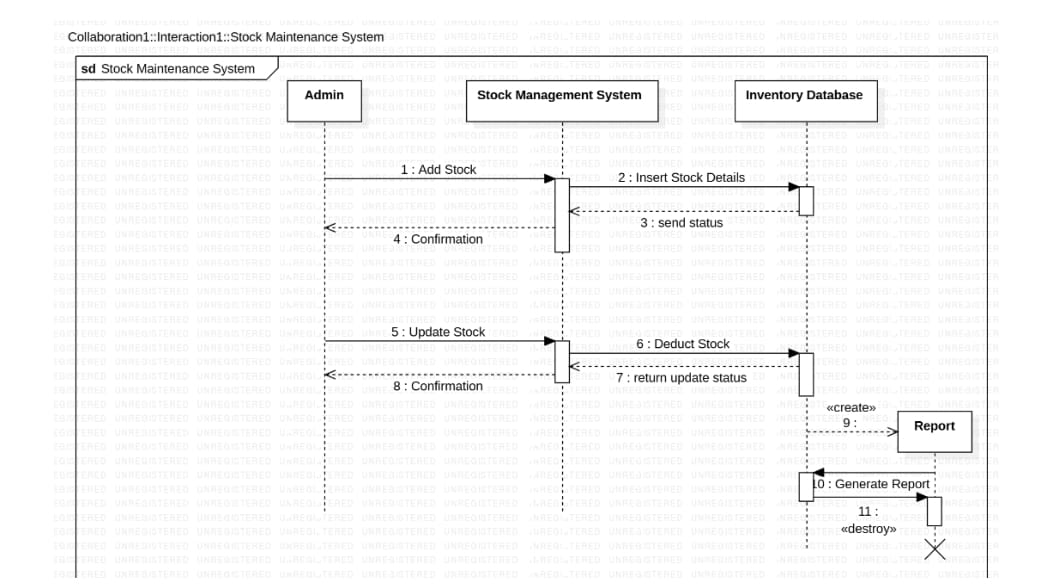 Collaboration1::Interaction1::Stock Maintenance System
sd Stock Maintenance System
Admin
Stock Management System
Inventory Database
1 : Add Stock
2 : Insert Stock Details
3 : send status
4 : Confirmation
5 : Update Stock
6 : Deduct Stock
7 : return update status
8 : Confirmation
«create»
9 :
Report
10 : Generate Report
11 :
«destroy»
UNREGISTERED